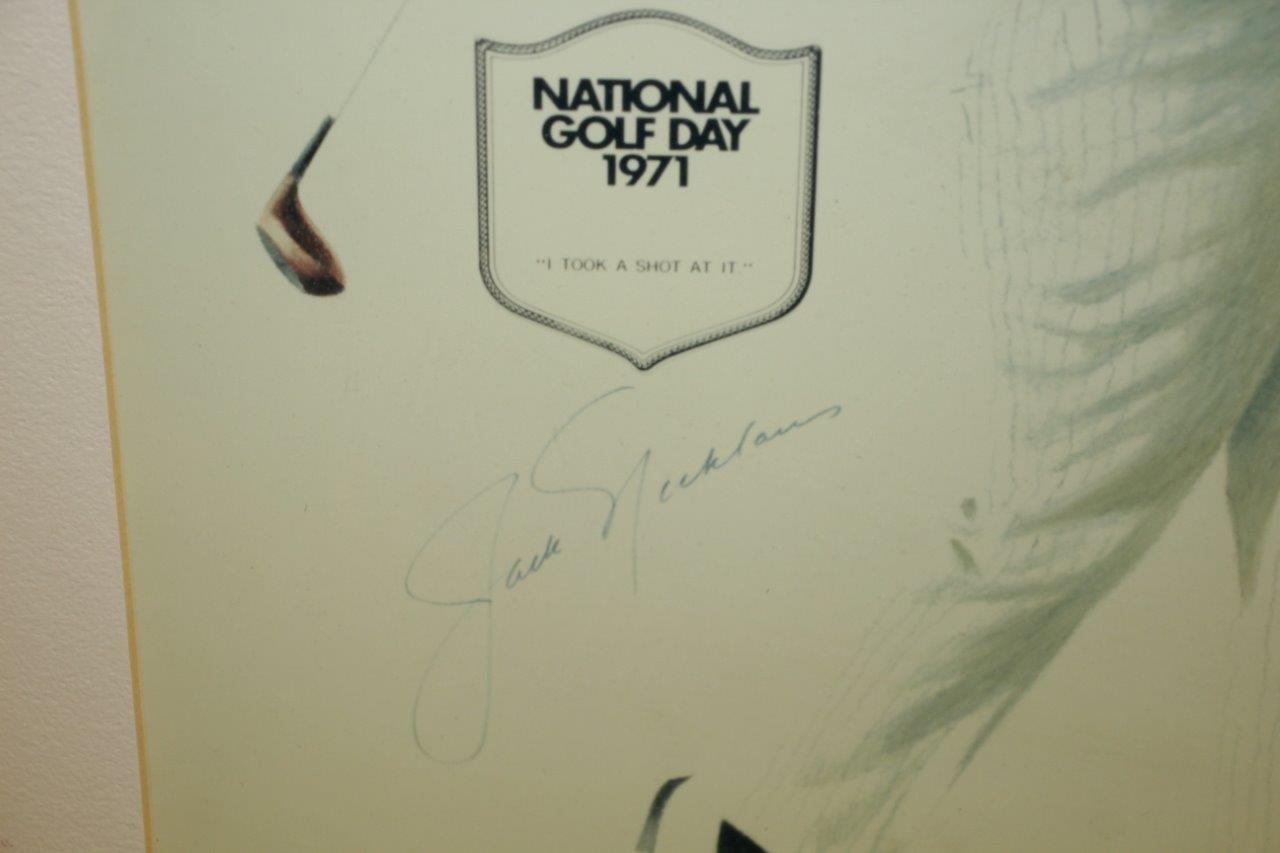 NATIONAL
GOLF DAY
1971
"I TOOK A SHOT AT IT."
Jack Nicklaus